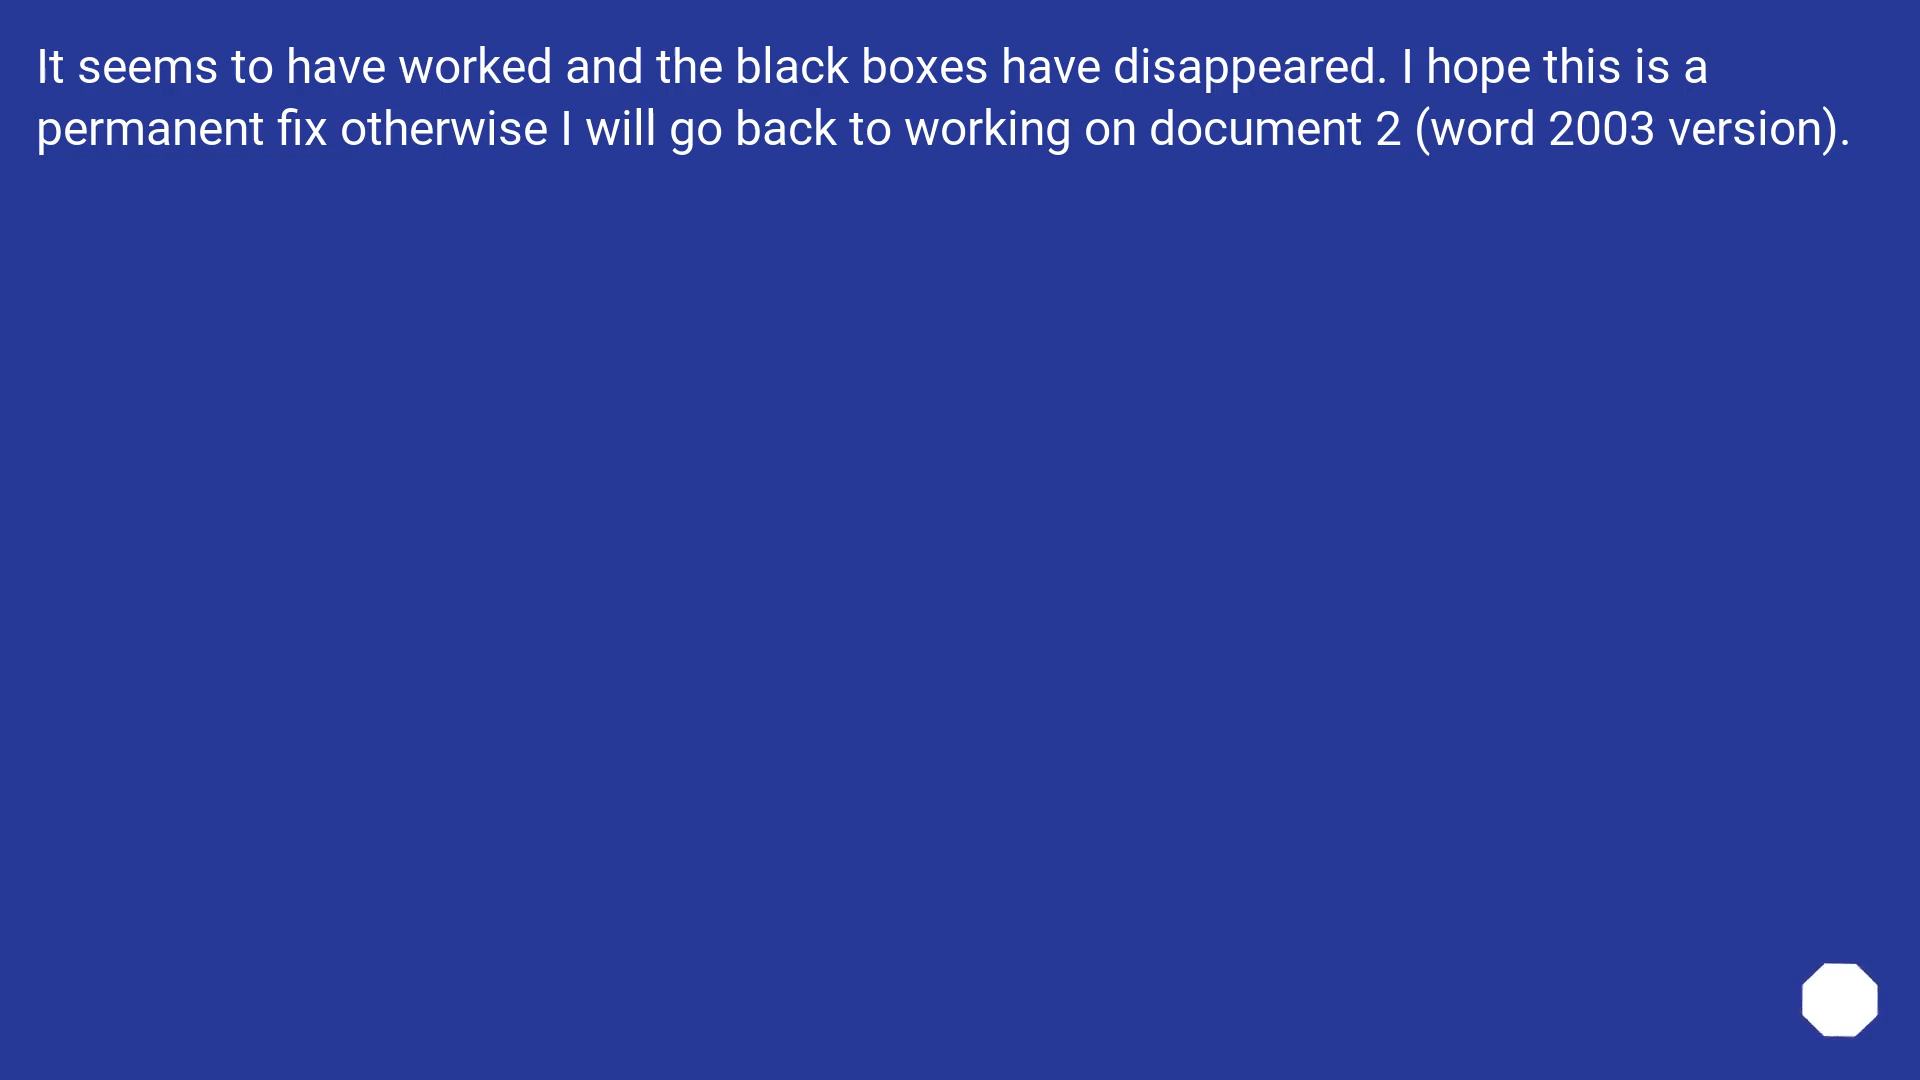 It seems to have worked and the black boxes have disappeared. I hope this is a
permanent fix otherwise I will go back to working on document 2 (word 2003 version).